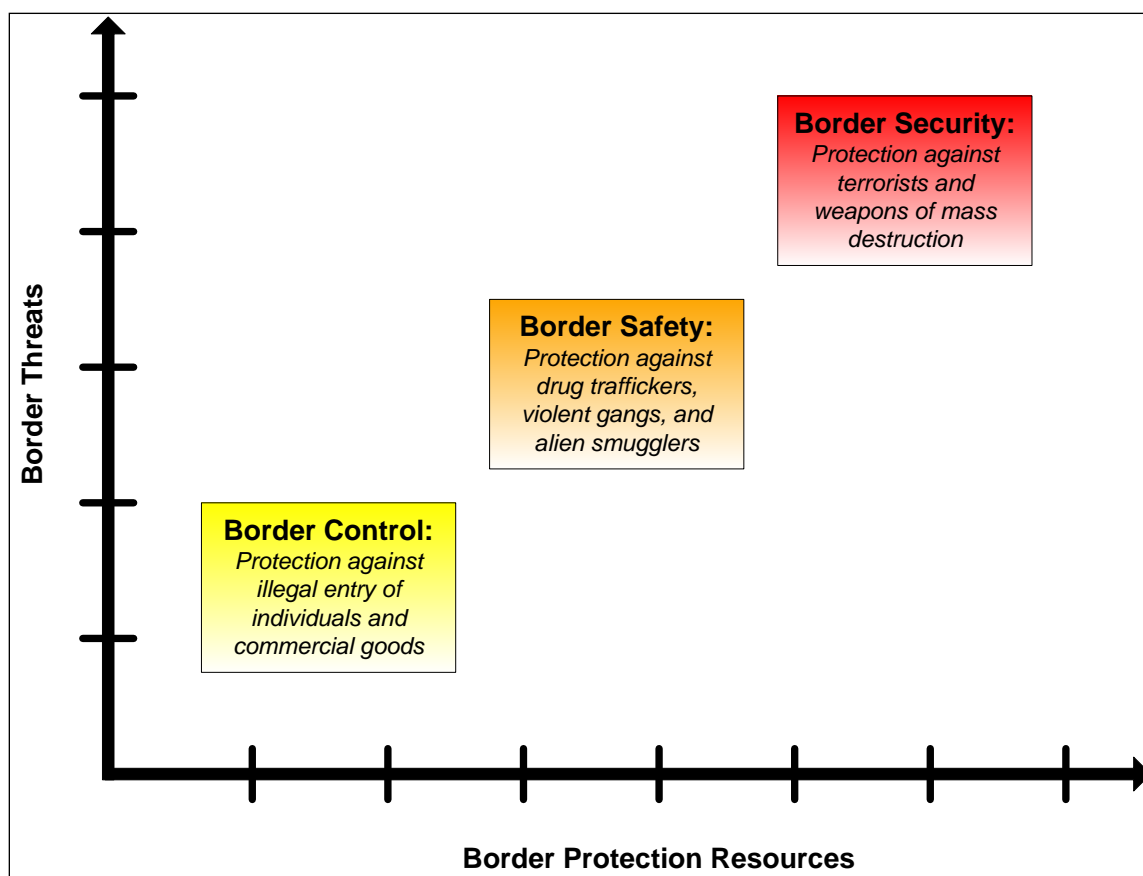 Border Security:
Protection against
terrorists and
weapons of mass
destruction
Border Safety:
Protection against
drug traffickers,
violent gangs, and
alien smugglers
Border Control:
Protection against
illegal entry of
individuals and
commercial goods
Border Threats
Border Protection Resources